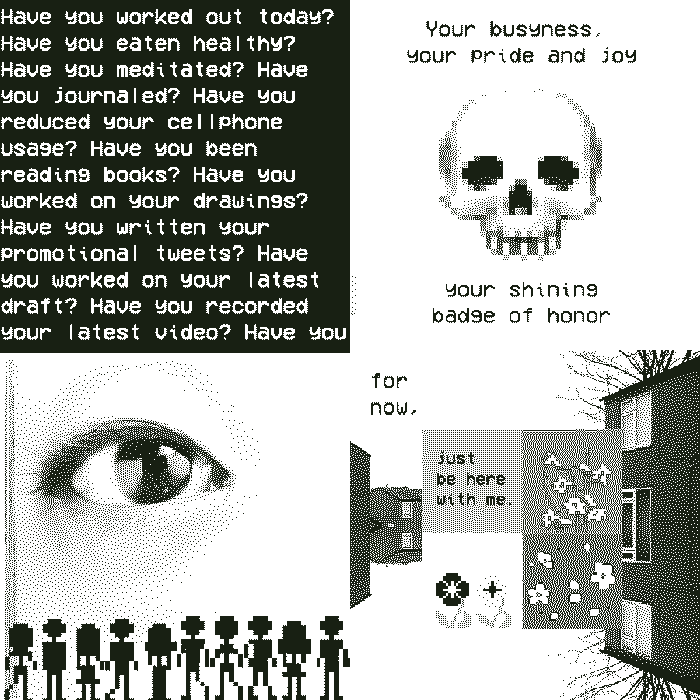 Have you worked out today?
Have you eaten healthy?
Have you meditated? Have
you journaled? Have you
reduced your cellphone
usage? Have you been
reading books? Have you
worked on your drawings?
Have you written your
promotional tweets? Have
you worked on your latest
draft? Have you recorded
your latest video? Have you
Your busyness,
your pride and joy
your shining
badge of honor
for
now,
just
be here
with me.